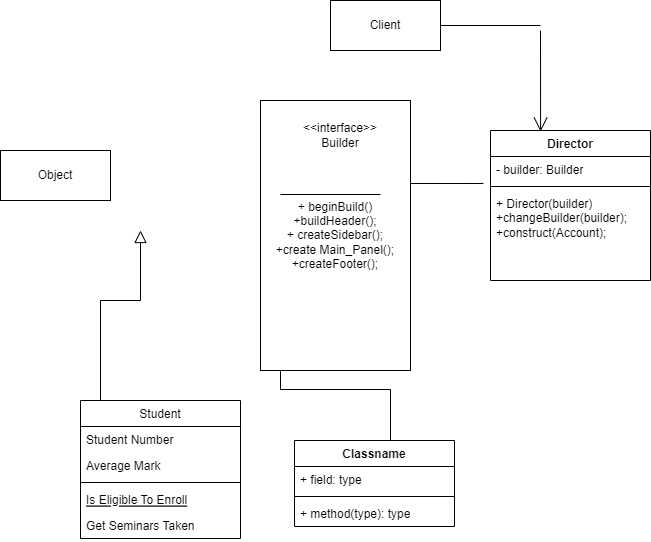 Client
<<interface>>
Builder
+ beginBuild()
+buildHeader();
+ createSidebar();
+create Main_Panel();
+createFooter();
Director
- builder: Builder
+ Director(builder)
+changeBuilder(builder);
+construct(Account);
Object
Student
Student Number
Average Mark
Is Eligible To Enroll
Get Seminars Taken
Classname
+ field: type
+ method(type): type